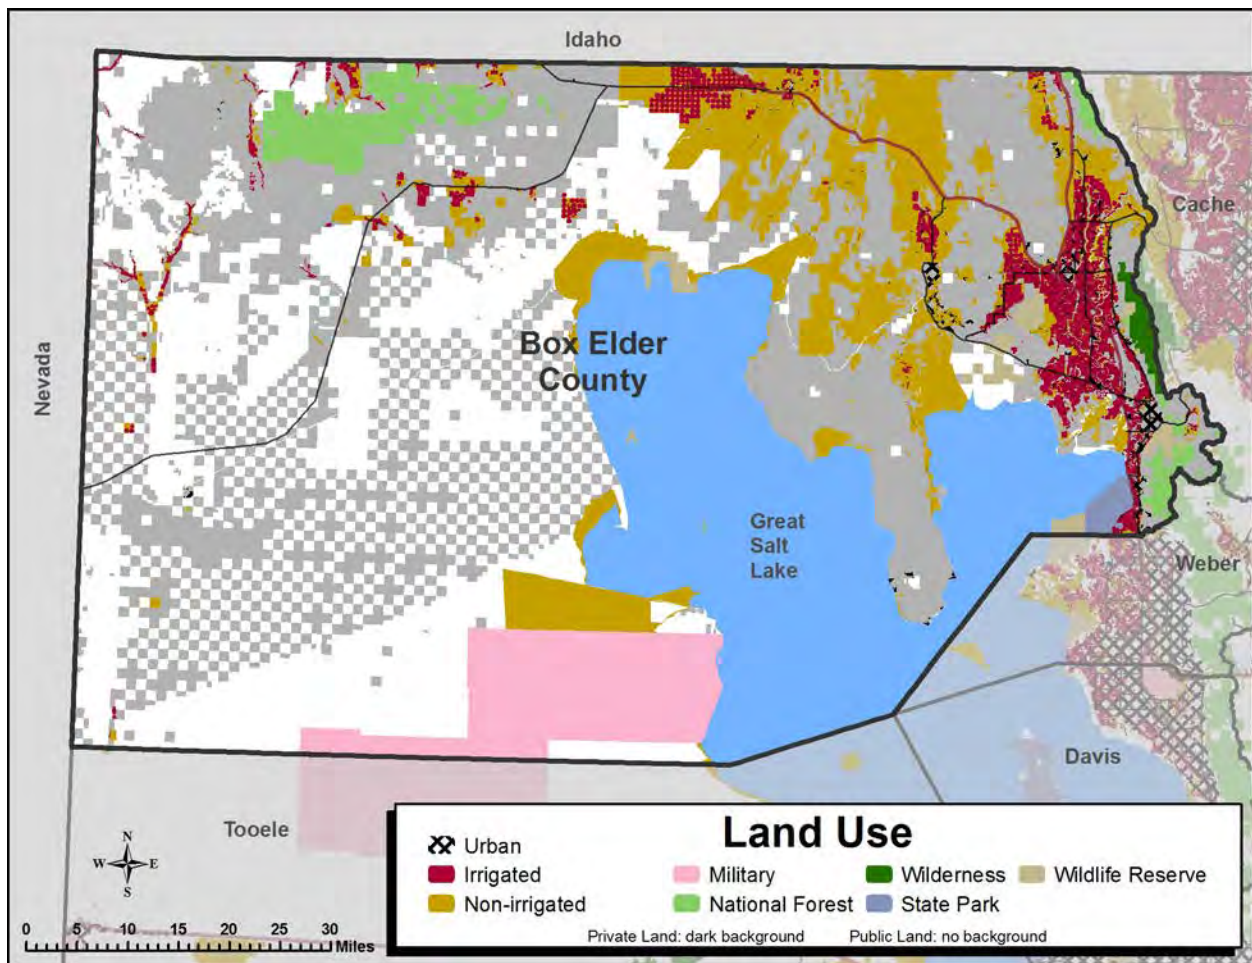 Idaho
Cache
Box Elder
County
Nevada
Great
Salt
Lake
Weber
Davis
Tooele
N
W E
S
0 5 10 15 20 25 30
Miles
Land Use
Urban
Irrigated
Military
Wilderness
Wildlife Reserve
Non-irrigated
National Forest
State Park
Private Land: dark background
Public Land: no background